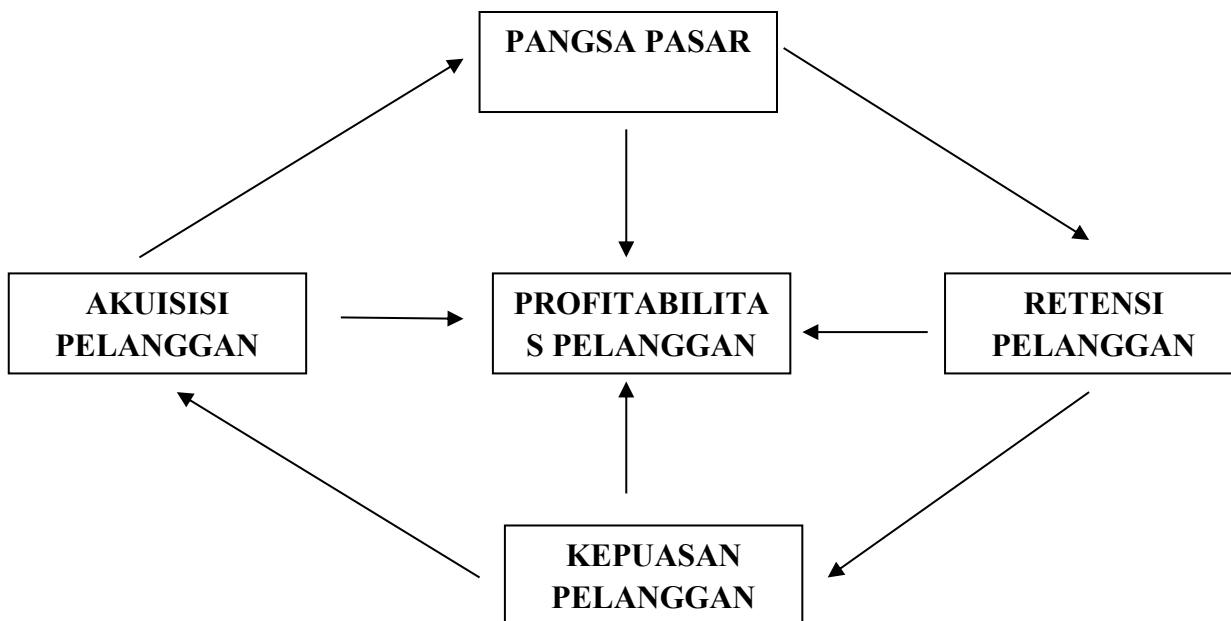 PANGSA PASAR
AKUISISI
PELANGGAN
PROFITABILITA
S PELANGGAN
RETENSI
PELANGGAN
KEPUASAN
PELANGGAN